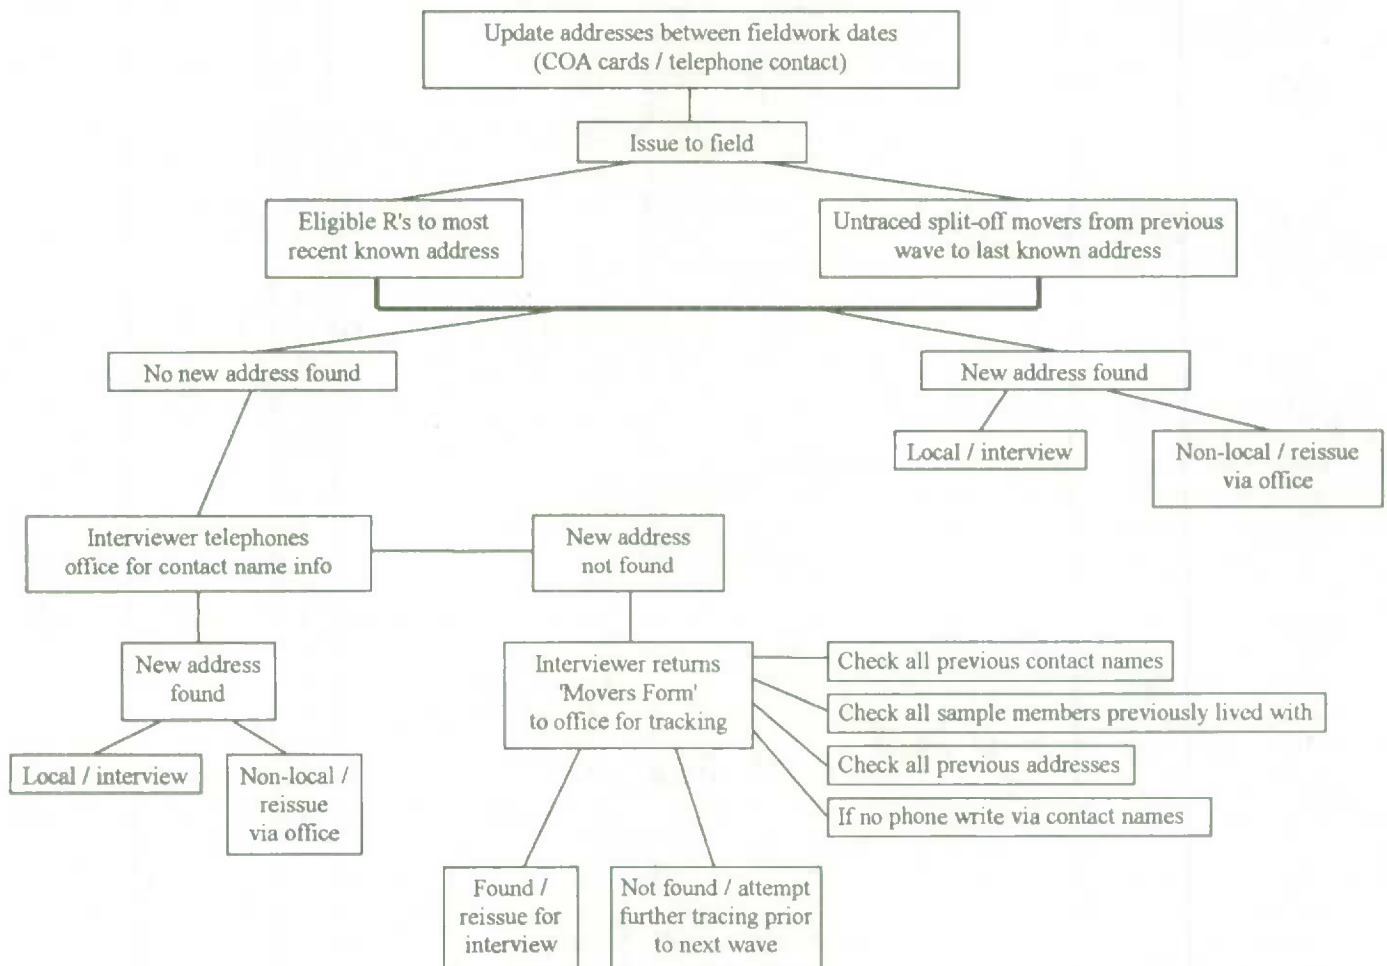 Update addresses between fieldwork dates
(COA cards / telephone contact)
Issue to field
Eligible R's to most
recent known address
Untraced split-off movers from previous
wave to last known address
No new address found
New address found
Local / interview
Non-local / reissue
via office
Interviewer telephones
office for contact name info
New address
not found
New address
found
Local / interview
Non-local /
reissue
via office
Interviewer returns
'Movers Form'
to office for tracking
Check all previous contact names
Check all sample members previously lived with
Check all previous addresses
If no phone write via contact names
Found /
reissue for
interview
Not found / attempt
further tracing prior
to next wave